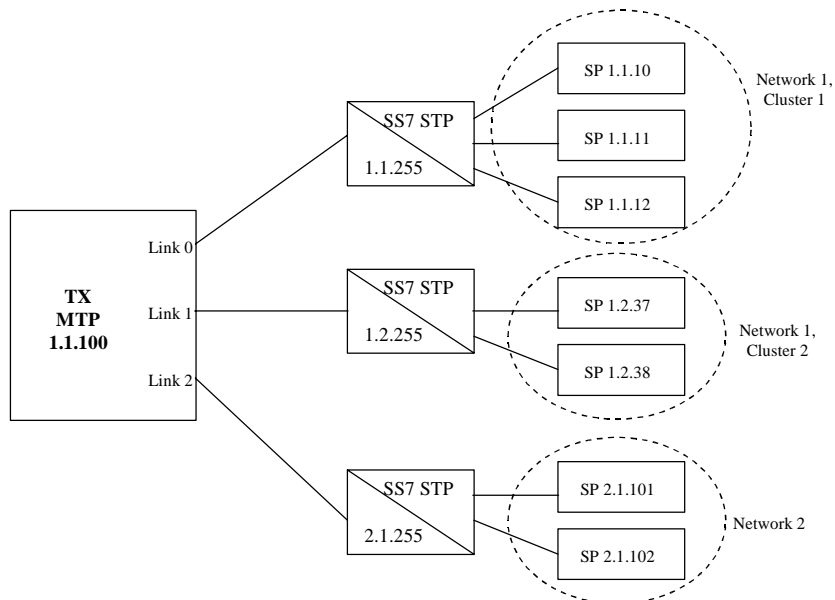 TX
MTP
1.1.100
Link 0
Link 1
Link 2
SS7 STP
1.1.255
SP 1.1.10
SP 1.1.11
SP 1.1.12
Network 1,
Cluster 1
SS7 STP
1.2.255
SP 1.2.37
SP 1.2.38
Network 1,
Cluster 2
SS7 STP
2.1.255
SP 2.1.101
SP 2.1.102
Network 2